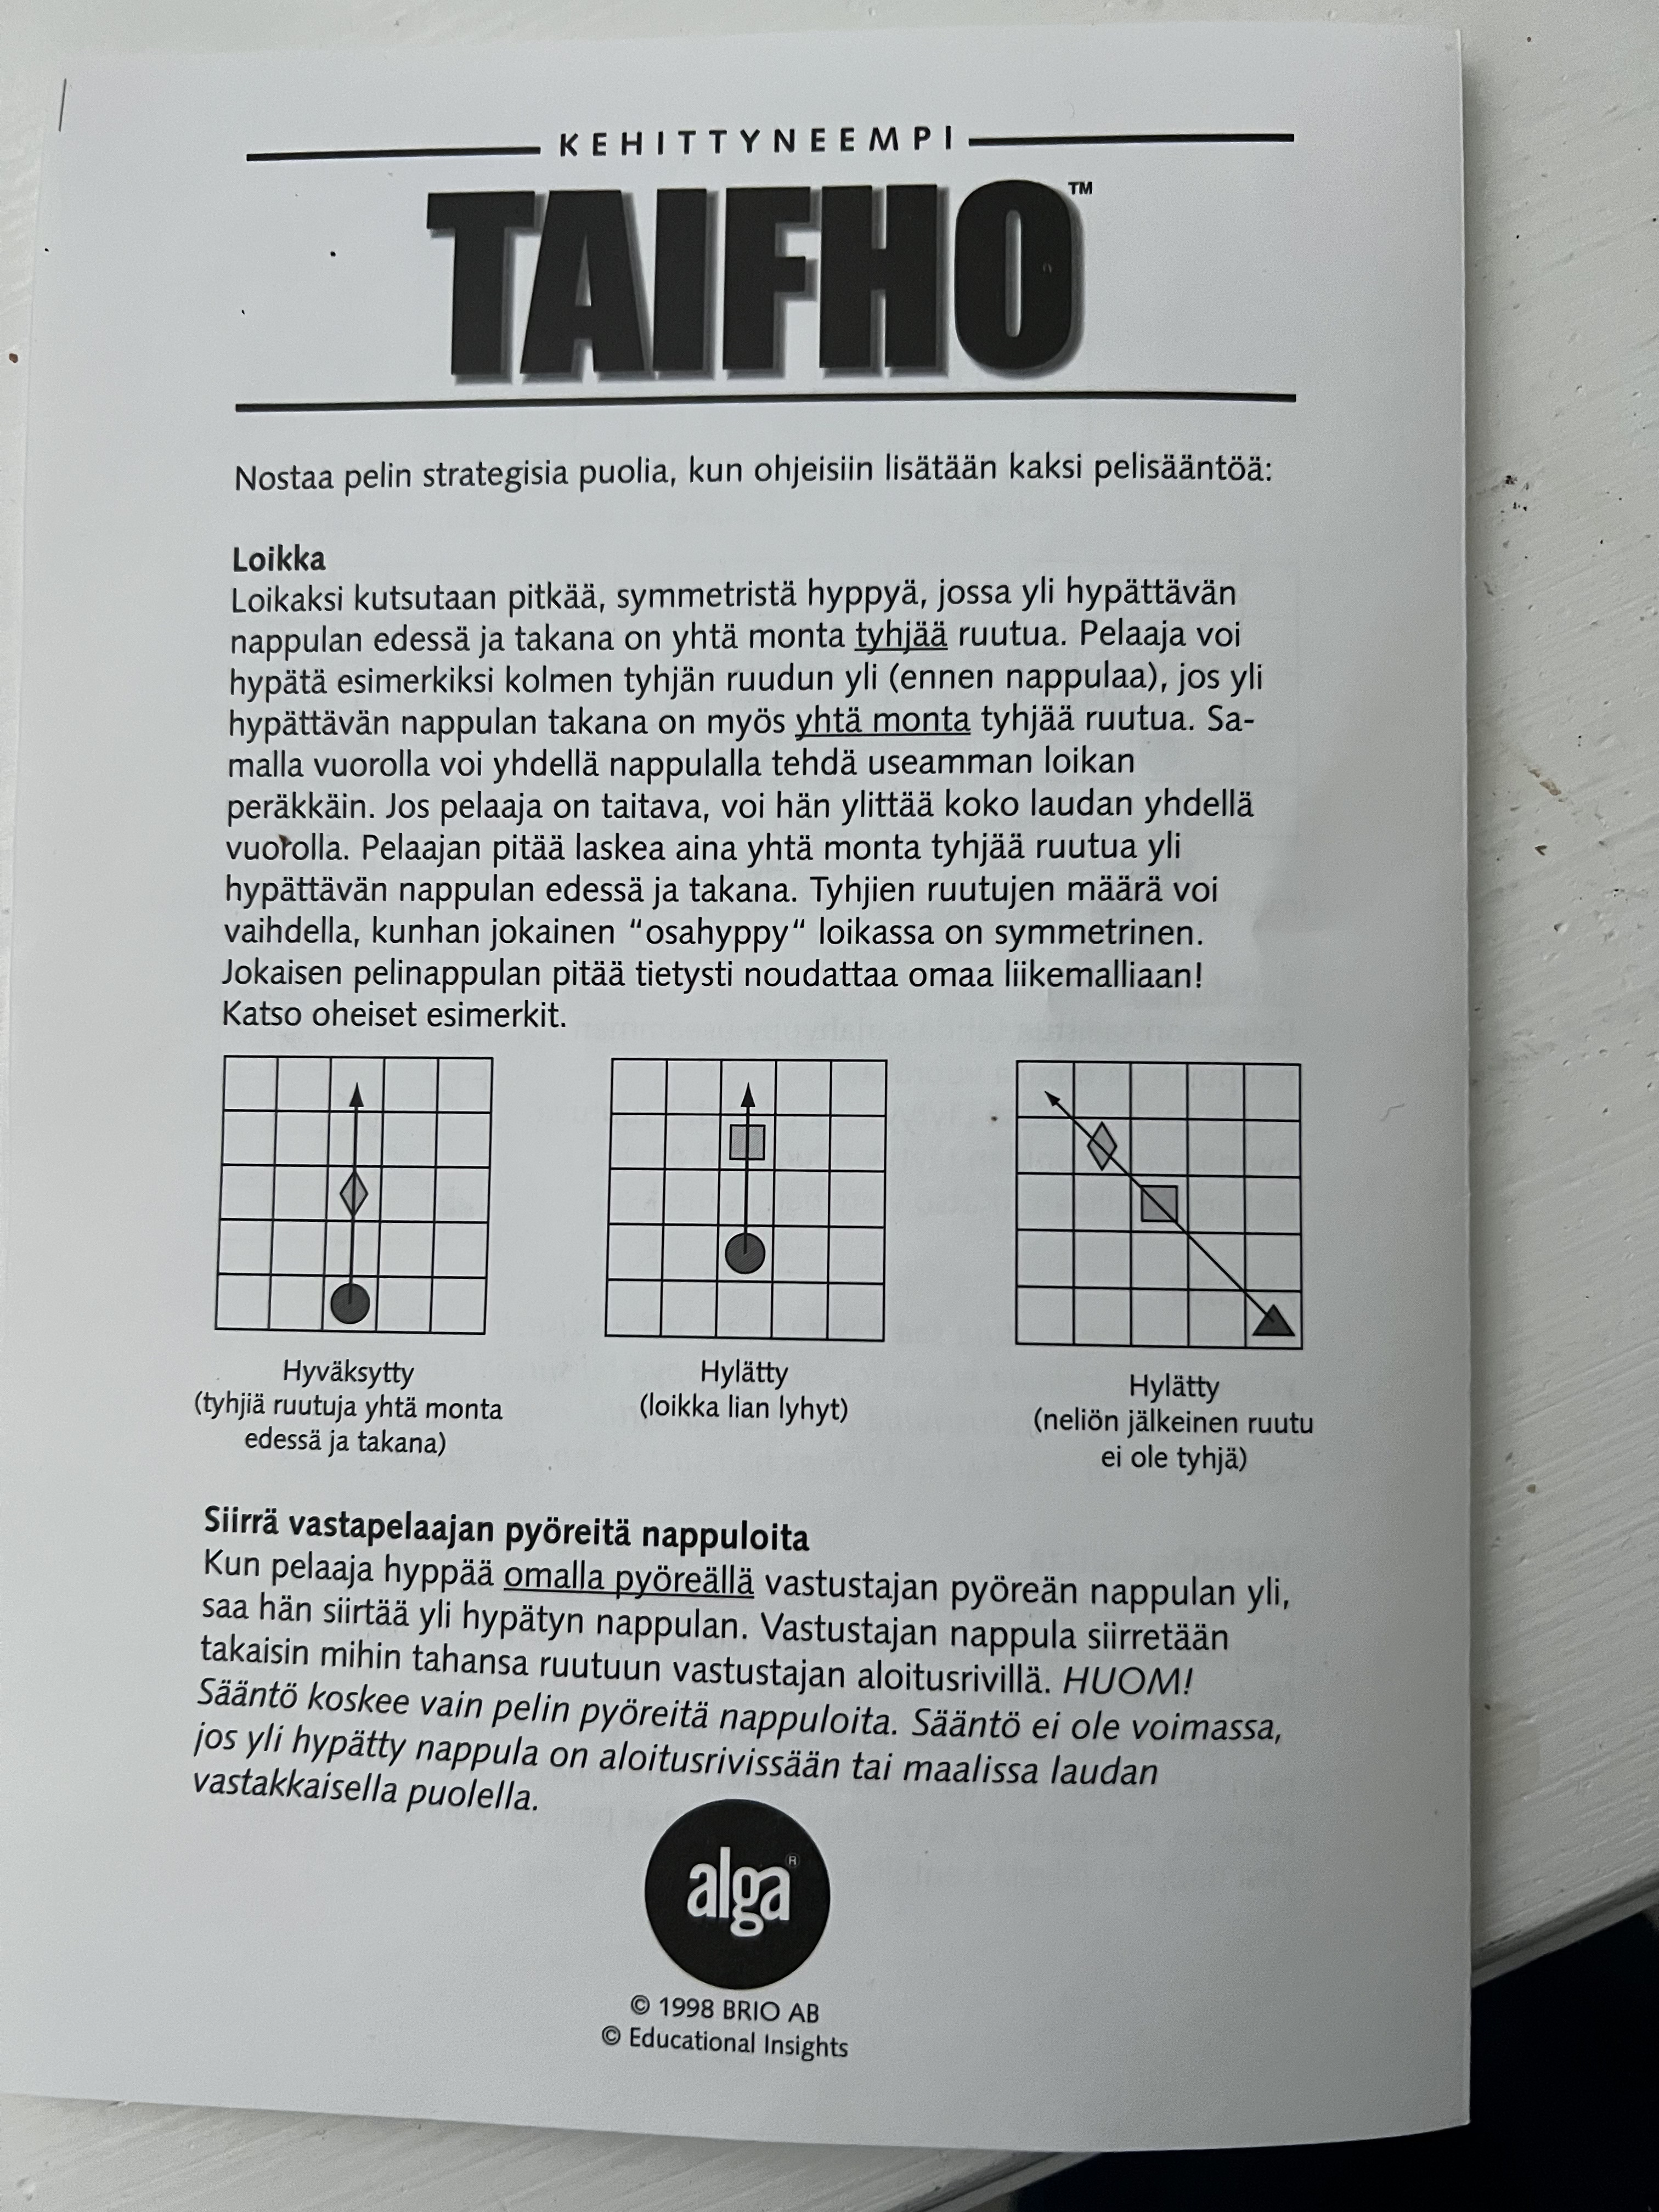 KEHITTYNEEMPI
TAIFHO™
Nostaa pelin strategisia puolia, kun ohjeisiin lisätään kaksi pelisääntöä:
Loikka
Loikaksi kutsutaan pitkää, symmetristä hyppyä, jossa yli hypättävän
nappulan edessä ja takana on yhtä monta tyhjää ruutua. Pelaaja voi
hypätä esimerkiksi kolmen tyhjän ruudun yli (ennen nappulaa), jos yli
hypättävän nappulan takana on myös yhtä monta tyhjää ruutua. Sa-
malla vuorolla voi yhdellä nappulalla tehdä useamman loikan
peräkkäin. Jos pelaaja on taitava, voi hän ylittää koko laudan yhdellä
vuorolla. Pelaajan pitää laskea aina yhtä monta tyhjää ruutua yli
hypättävän nappulan edessä ja takana. Tyhjien ruutujen määrä voi
vaihdella, kunhan jokainen “osahyppy“ loikassa on symmetrinen.
Jokaisen pelinappulan pitää tietysti noudattaa omaa liikemalliaan!
Katso oheiset esimerkit.
Hyväksytty
(tyhjiä ruutuja yhtä monta
edessä ja takana)
Hylätty
(loikka lian lyhyt)
Hylätty
(neliön jälkeinen ruutu
ei ole tyhjä)
Siirrä vastapelaajan pyöreitä nappuloita
Kun pelaaja hyppää omalla pyöreällä vastustajan pyöreän nappulan yli,
saa hän siirtää yli hypätyn nappulan. Vastustajan nappula siirretään
takaisin mihin tahansa ruutuun vastustajan aloitusrivillä. HUOM!
Sääntö koskee vain pelin pyöreitä nappuloita. Sääntö ei ole voimassa,
jos yli hypätty nappula on aloitusrivissään tai maalissa laudan
vastakkaisella puolella.
alga®
© 1998 BRIO AB
© Educational Insights